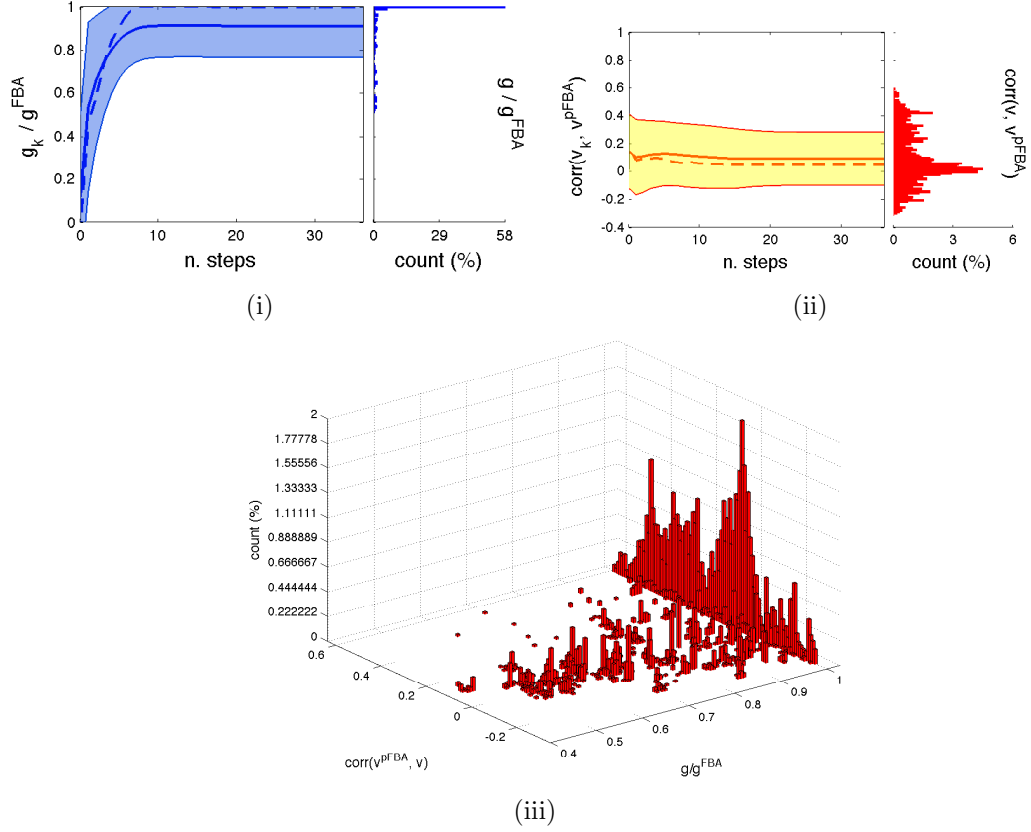 1
0.8
0.6
0.4
0.2
0
g_k / g^FBA
0 10 20 30
n. steps
0 29 58
count (%)
g / g^FBA
(i)
1
0.8
0.6
0.4
0.2
0
-0.2
-0.4
corr(v_k, v^pFBA)
0 10 20 30
n. steps
0 3 6
count (%)
corr(v, v^pFBA)
(ii)
2
1.77778
1.55556
1.33333
1.11111
0.888889
0.666667
0.444444
0.222222
0
count (%)
0.6
0.4
0.2
0
-0.2
corr(v^pFBA, v)
0.4
0.5
0.6
0.7
0.8
0.9
1
g/g^FBA
(iii)